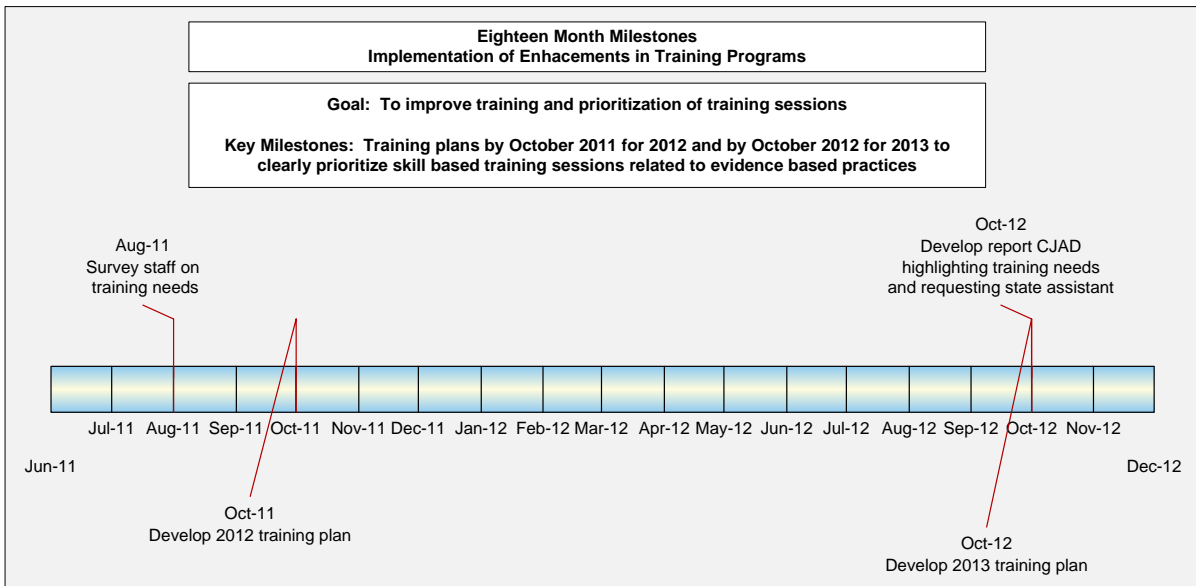 Eighteen Month Milestones
Implementation of Enhacements in Training Programs
Goal: To improve training and prioritization of training sessions
Key Milestones: Training plans by October 2011 for 2012 and by October 2012 for 2013 to
clearly prioritize skill based training sessions related to evidence based practices
Aug-11
Survey staff on
training needs
Oct-12
Develop report CJAD
highlighting training needs
and requesting state assistant
Jul-11 Aug-11 Sep-11 Oct-11 Nov-11 Dec-11 Jan-12 Feb-12 Mar-12 Apr-12 May-12 Jun-12 Jul-12 Aug-12 Sep-12 Oct-12 Nov-12
Jun-11 Dec-12
Oct-11
Develop 2012 training plan
Oct-12
Develop 2013 training plan